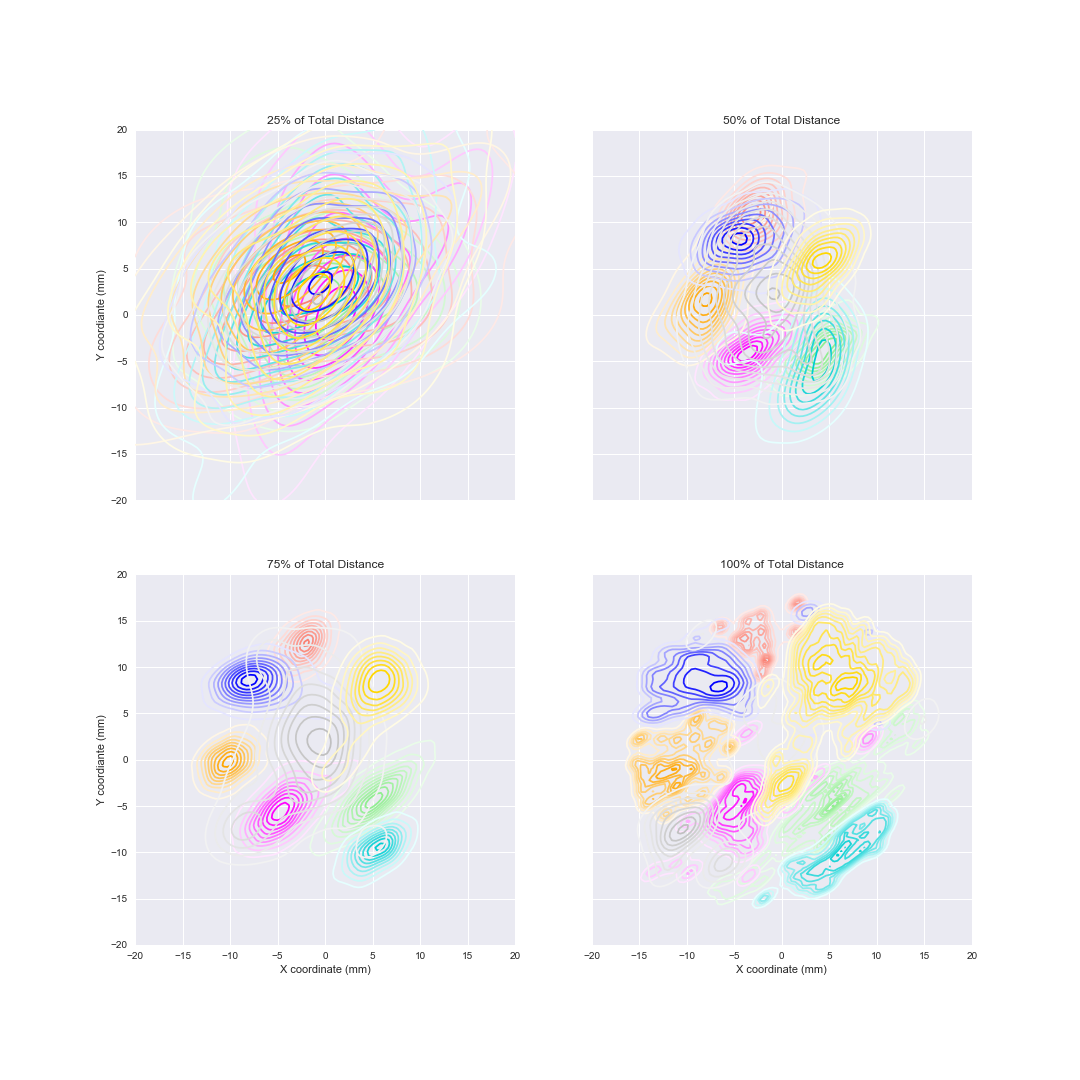 25% of Total Distance
50% of Total Distance
20
15
10
5
0
−5
−10
−15
−20
Y coordiante (mm)
75% of Total Distance
100% of Total Distance
20
15
10
5
0
−5
−10
−15
−20
Y coordiante (mm)
−20 −15 −10 −5 0 5 10 15 20
−20 −15 −10 −5 0 5 10 15 20
X coordinate (mm)
X coordinate (mm)